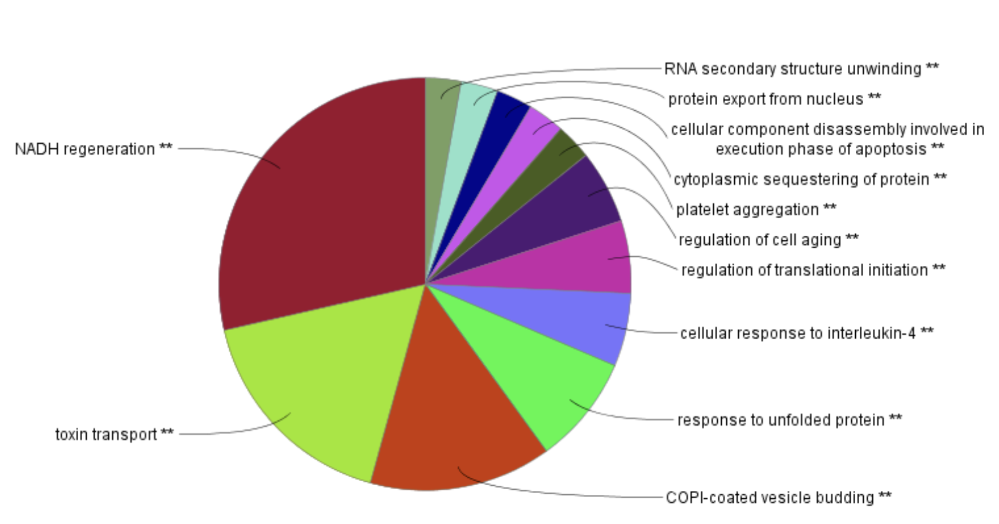 RNA secondary structure unwinding **
protein export from nucleus **
cellular component disassembly involved in
execution phase of apoptosis **
cytoplasmic sequestering of protein **
platelet aggregation **
regulation of cell aging **
regulation of translational initiation **
cellular response to interleukin-4 **
response to unfolded protein **
COPI-coated vesicle budding **
toxin transport **
NADH regeneration **